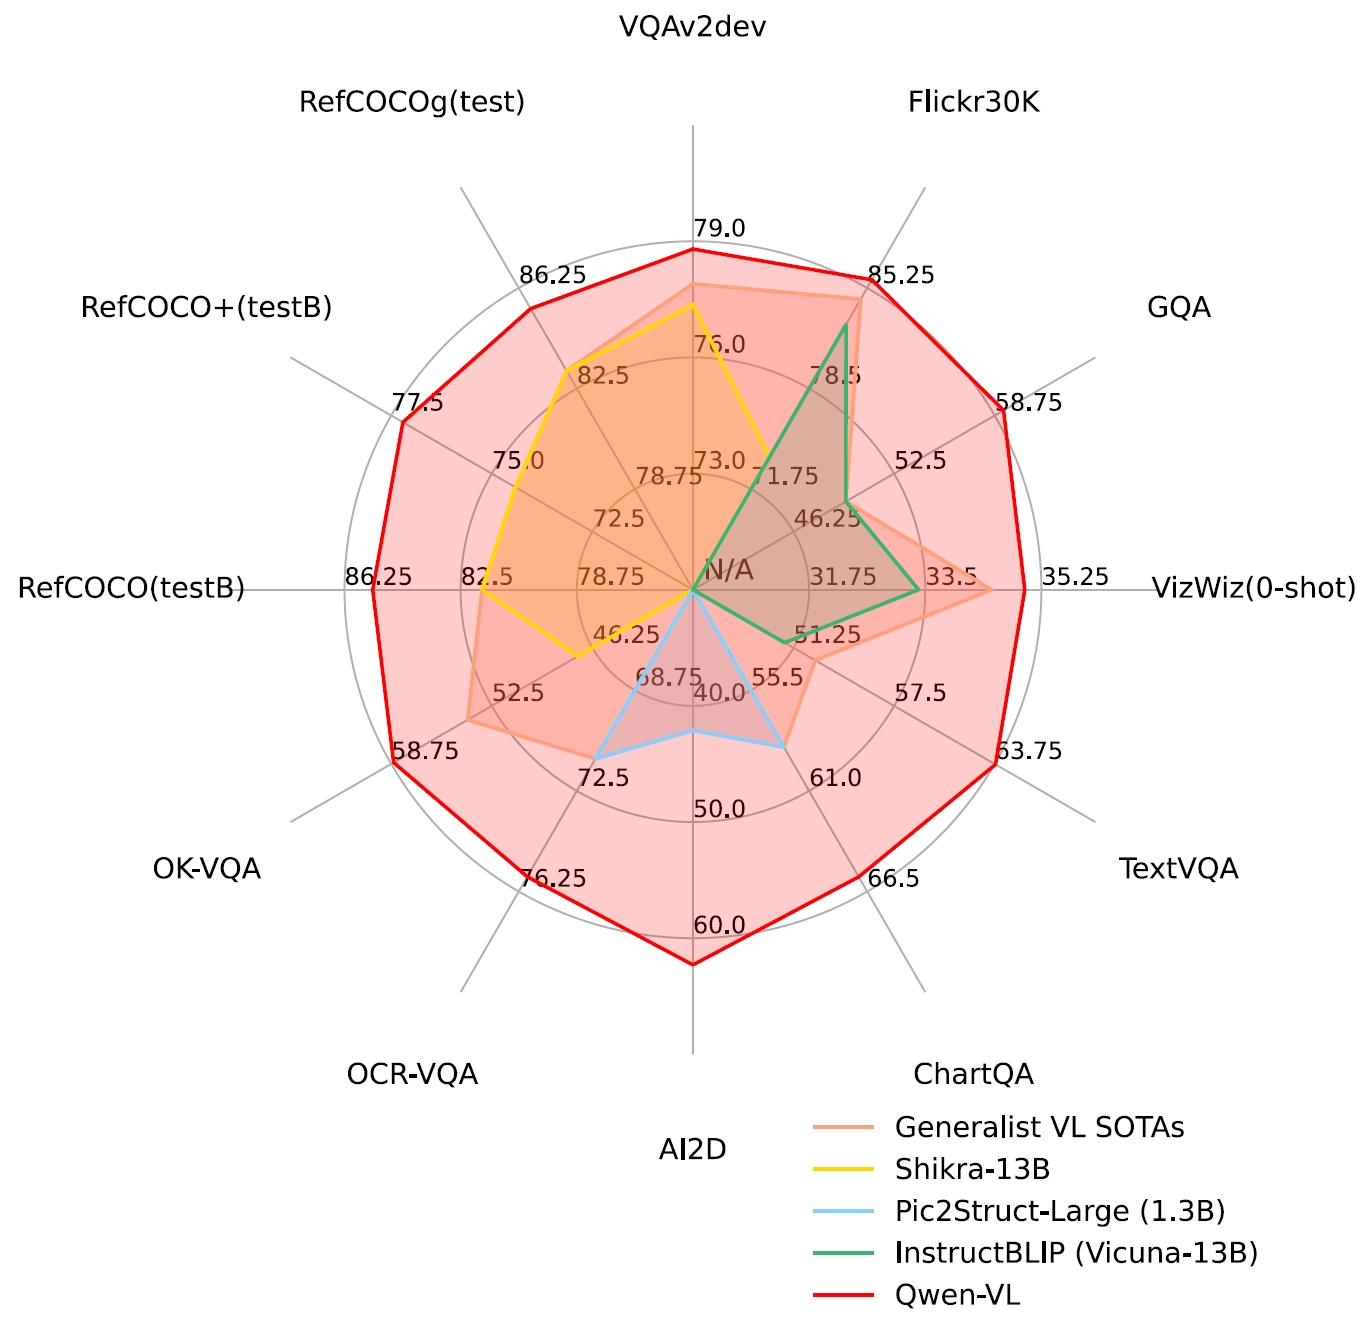 VQAv2dev
RefCOCOg(test)
Flickr30K
79.0
86.25
85.25
RefCOCO+(testB)
GQA
76.0
82.5
78.5
77.5
58.75
75.0
73.0
52.5
78.75
71.75
72.5
46.25
N/A
RefCOCO(testB)
86.25
82.5
78.75
31.75
33.5
35.25
VizWiz(0-shot)
46.25
51.25
68.75
40.0
55.5
52.5
57.5
58.75
63.75
72.5
61.0
50.0
OK-VQA
TextVQA
76.25
66.5
60.0
OCR-VQA
ChartQA
AI2D
Generalist VL SOTAs
Shikra-13B
Pic2Struct-Large (1.3B)
InstructBLIP (Vicuna-13B)
Qwen-VL